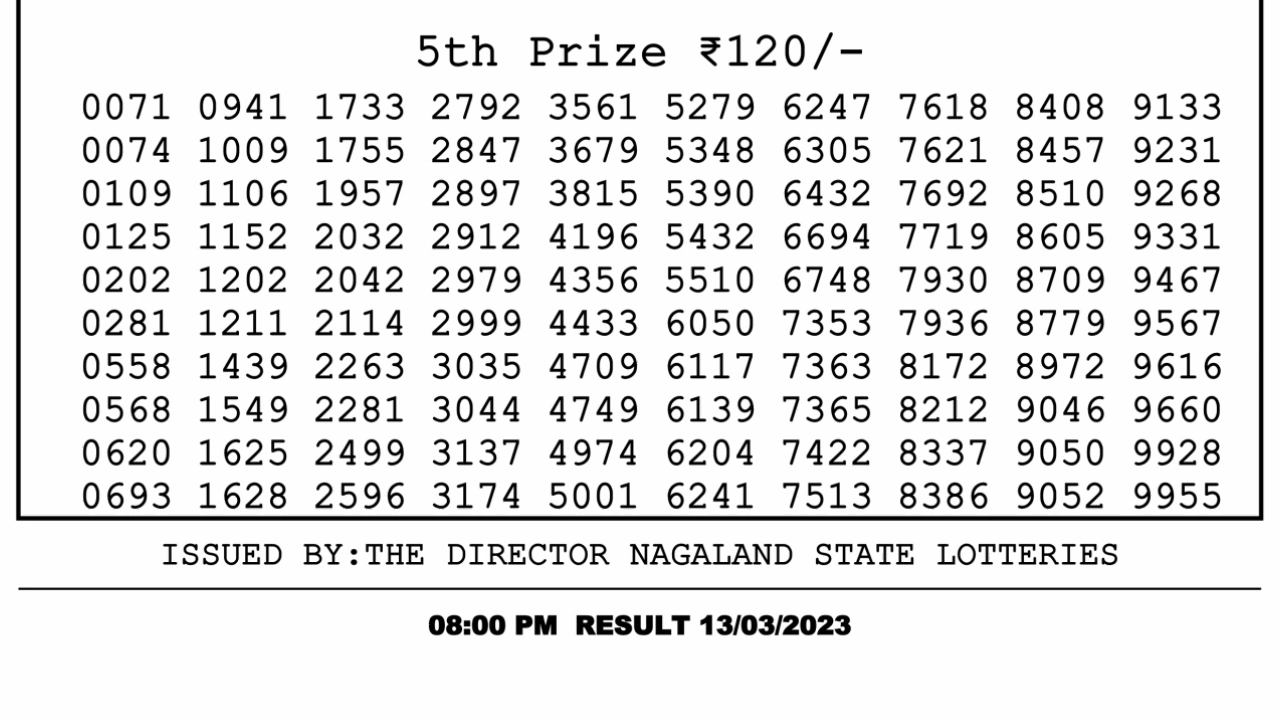 5th Prize ₹120/-
0071 0941 1733 2792 3561 5279 6247 7618 8408 9133
0074 1009 1755 2847 3679 5348 6305 7621 8457 9231
0109 1106 1957 2897 3815 5390 6432 7692 8510 9268
0125 1152 2032 2912 4196 5432 6694 7719 8605 9331
0202 1202 2042 2979 4356 5510 6748 7930 8709 9467
0281 1211 2114 2999 4433 6050 7353 7936 8779 9567
0558 1439 2263 3035 4709 6117 7363 8172 8972 9616
0568 1549 2281 3044 4749 6139 7365 8212 9046 9660
0620 1625 2499 3137 4974 6204 7422 8337 9050 9928
0693 1628 2596 3174 5001 6241 7513 8386 9052 9955
ISSUED BY:THE DIRECTOR NAGALAND STATE LOTTERIES
08:00 PM RESULT 13/03/2023